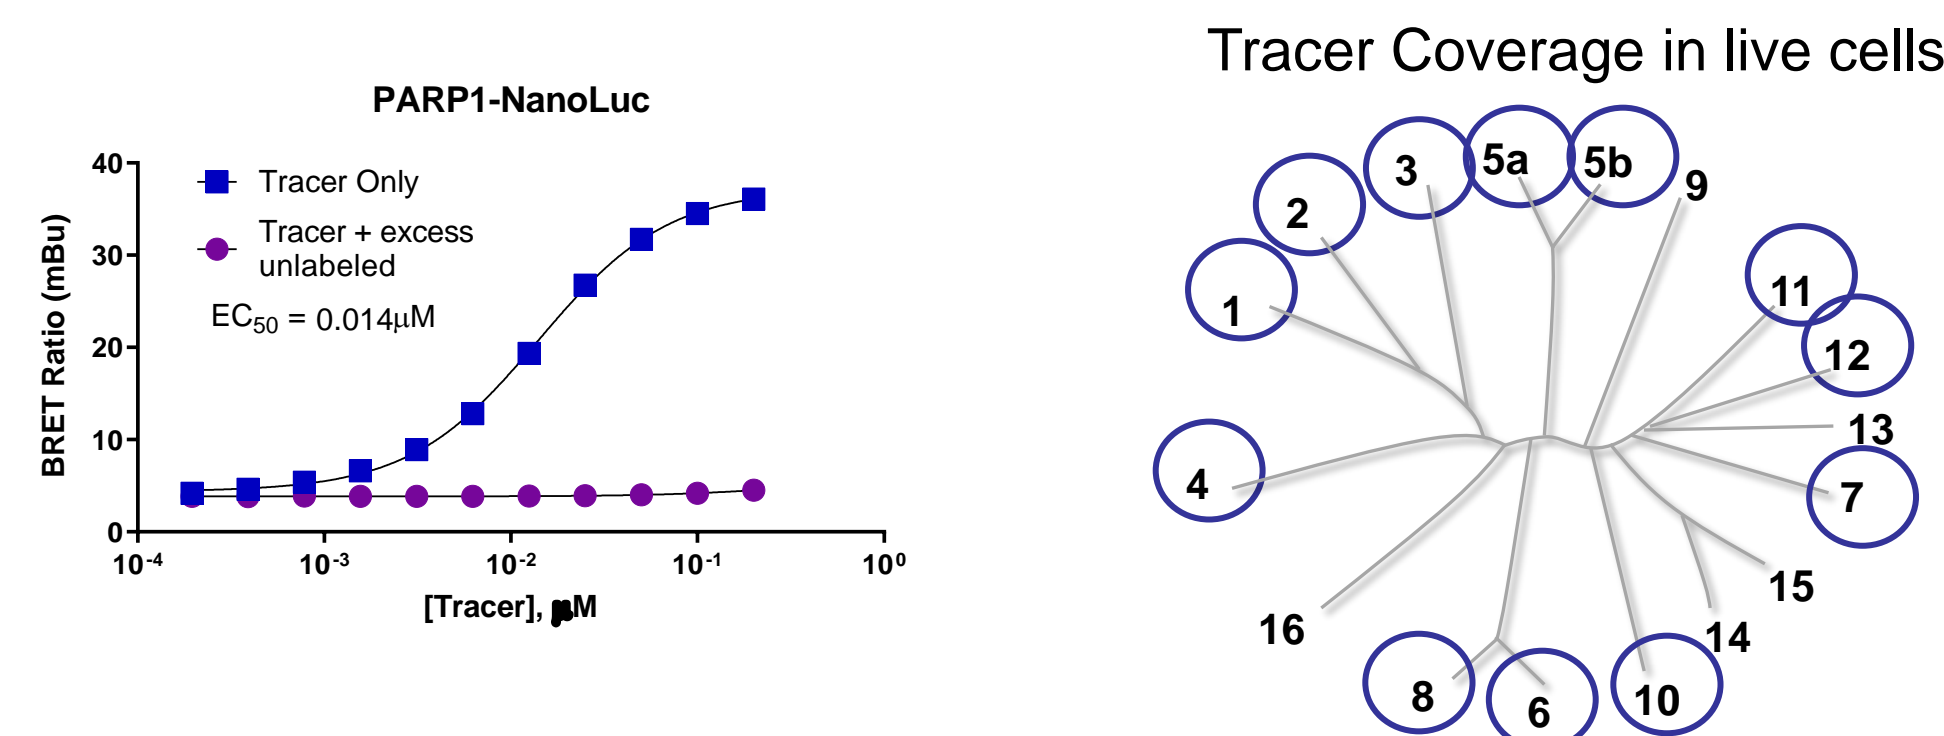 Tracer Coverage in live cells
PARP1-NanoLuc
BRET Ratio (mBu)
40
30
20
10
0
Tracer Only
Tracer + excess
unlabeled
EC50 = 0.014μM
10-4
10-3
10-2
10-1
100
[Tracer], μM
1
2
3
5a
5b
9
11
12
13
7
15
14
10
6
8
16
4